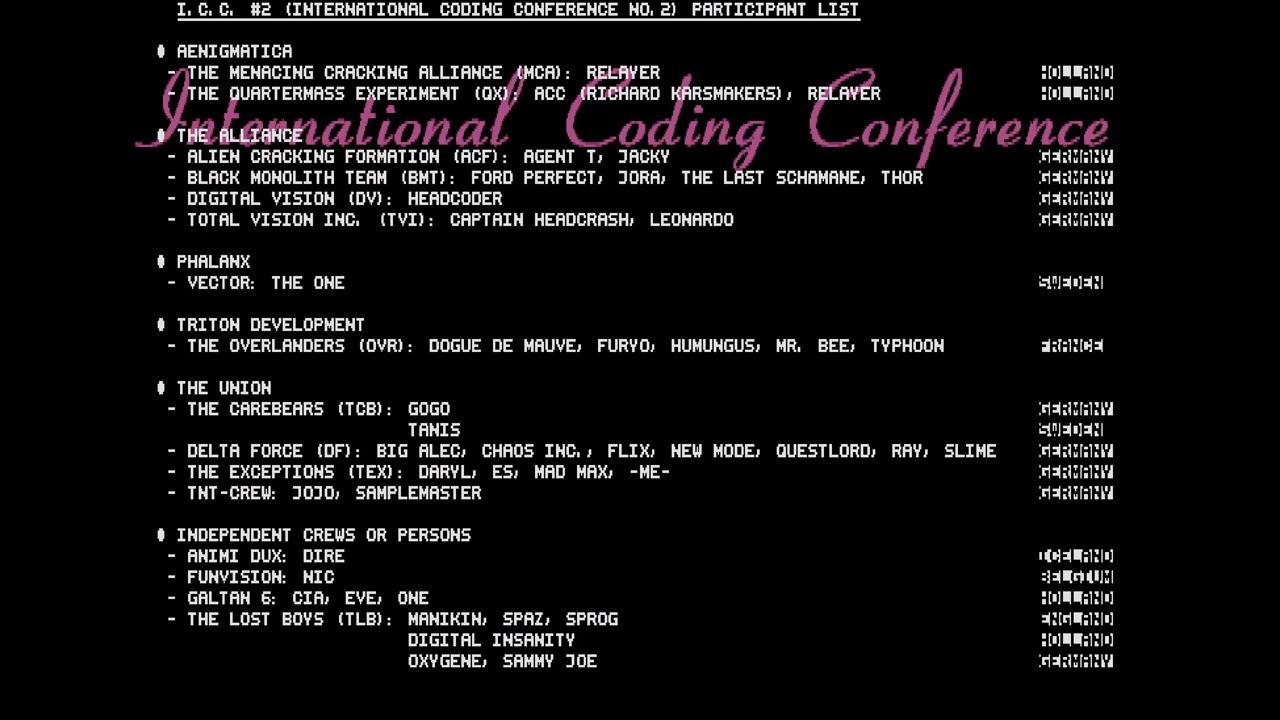 I.C.C. #2 (INTERNATIONAL CODING CONFERENCE NO.2) PARTICIPANT LIST
AENIGMATICA
- THE MENACING CRACKING ALLIANCE (MCA): RELAYER HOLLAND
- THE QUARTERMASS EXPERIMENT (QX): ACC (RICHARD KARSMAKERS), RELAYER HOLLAND
International Coding Conference
THE ALLIANCE
- ALIEN CRACKING FORMATION (ACF): AGENT T, JACKY GERMANY
- BLACK MONOLITH TEAM (BMT): FORD PERFECT, JORA, THE LAST SCHAMANE, THOR GERMANY
- DIGITAL VISION (DV): HEADCODER GERMANY
- TOTAL VISION INC. (TVI): CAPTAIN HEADCRASH, LEONARDO GERMANY
PHALANX
- VECTOR: THE ONE SWEDEN
TRITON DEVELOPMENT
- THE OVERLANDERS (OVR): DOGUE DE MAUVE, FURYO, HUMUNGUS, MR. BEE, TYPHOON FRANCE
THE UNION
- THE CAREBEARS (TCB): GOGO GERMANY
TANIS SWEDEN
- DELTA FORCE (DF): BIG ALEC, CHAOS INC., FLIX, NEW MODE, QUESTLORD, RAY, SLIME GERMANY
- THE EXCEPTIONS (TEX): DARYL, ES, MAD MAX, -ME- GERMANY
- TNT-CREW: JOJO, SAMPLEMASTER GERMANY
INDEPENDENT CREWS OR PERSONS
- ANIMI DUX: DIRE ICELAND
- FUNVISION: NIC BELGIUM
- GALTAN 6: CIA, EVE, ONE HOLLAND
- THE LOST BOYS (TLB): MANIKIN, SPAZ, SPROG ENGLAND
DIGITAL INSANITY HOLLAND
OXYGENE, SAMMY JOE GERMANY